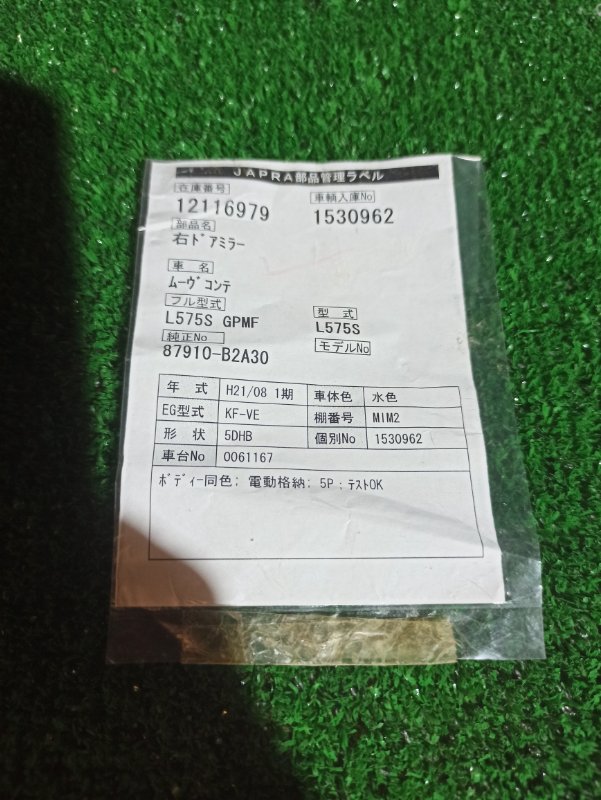 JAPRA部品管理ラベル
在庫番号 車輌入庫No
12116979 1530962
部品名
右ﾄﾞｱﾐﾗｰ
車 名
ﾑｰｳﾞｺﾝﾃ
フル型式 型 式
L575S GPMF L575S
純正No モデルNo
87910-B2A30
年 式 H21/08 1期 車体色 水色
EG型式 KF-VE 棚番号 MIM2
形 状 5DHB 個別No 1530962
車台No 0061167
ﾎﾞﾃﾞｨｰ同色; 電動格納; 5P : ﾃｽﾄOK